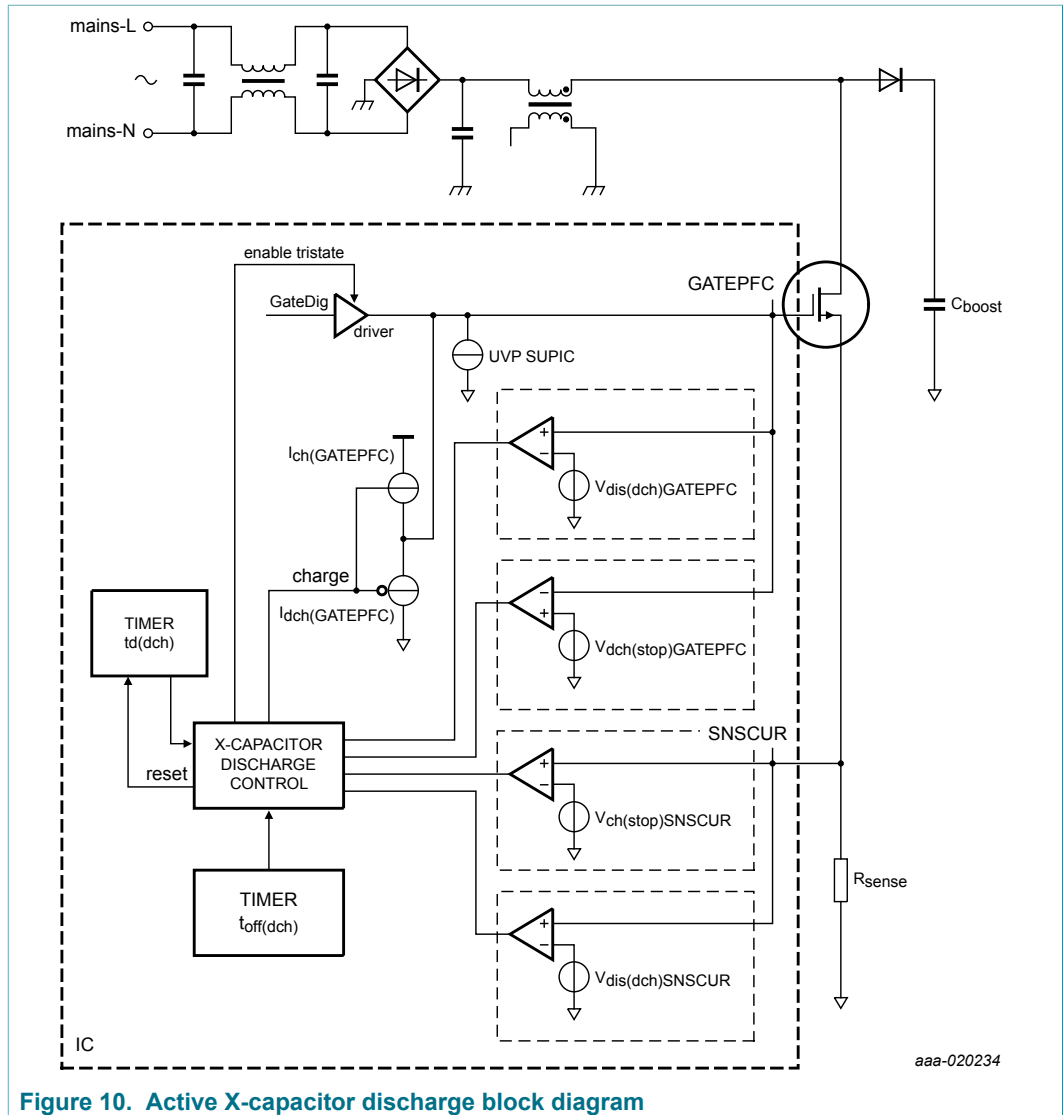 mains-L
mains-N
enable tristate
GATEPFC
GateDig
driver
Cboost
UVP SUPIC
Ich(GATEPFC)
Vdis(dch)GATEPFC
charge
Idch(GATEPFC)
TIMER
td(dch)
Vdch(stop)GATEPFC
SNSCUR
X-CAPACITOR
DISCHARGE
CONTROL
reset
Vch(stop)SNSCUR
TIMER
toff(dch)
Rsense
Vdis(dch)SNSCUR
IC
aaa-020234
Figure 10. Active X-capacitor discharge block diagram